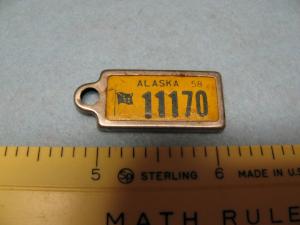 ALASKA 58
11170
5 STERLING 6 MADE IN U.S
MATH RULE